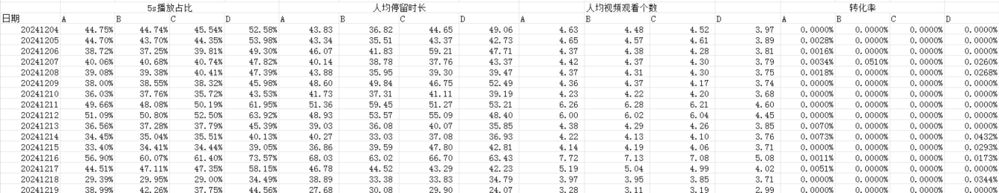 5s播放占比 人均停留时长 人均视频观看个数 转化率
日期 A B C D A B C D A B C D A B C D
20241204 44.75% 44.74% 45.54% 52.58% 43.83 36.82 44.65 49.06 4.63 4.48 4.52 3.97 0.0000% 0.0000% 0.0000% 0.0000%
20241205 44.70% 43.70% 44.35% 53.98% 43.34 35.51 43.37 42.73 4.65 4.57 4.61 3.89 0.0028% 0.0000% 0.0000% 0.0000%
20241206 38.72% 37.25% 39.81% 49.30% 46.07 41.83 59.21 47.71 4.37 4.38 4.28 3.81 0.0016% 0.0000% 0.0000% 0.0000%
20241207 40.06% 40.68% 40.74% 47.82% 40.14 38.78 37.76 43.37 4.42 4.37 4.30 3.79 0.0034% 0.0510% 0.0000% 0.0260%
20241208 39.08% 39.38% 40.41% 47.39% 43.88 35.95 39.30 39.47 4.37 4.31 4.30 3.75 0.0018% 0.0000% 0.0000% 0.0268%
20241209 38.00% 38.55% 38.32% 45.98% 48.60 49.84 46.75 52.49 4.36 4.37 4.17 3.74 0.0000% 0.0000% 0.0000% 0.0000%
20241210 36.03% 37.76% 35.72% 43.53% 41.73 37.31 41.11 39.19 4.23 4.22 4.20 3.68 0.0000% 0.0000% 0.0000% 0.0000%
20241211 49.66% 48.08% 50.19% 61.95% 51.36 59.45 51.27 53.21 6.26 6.28 6.21 4.60 0.0000% 0.0000% 0.0000% 0.0000%
20241212 51.09% 50.80% 52.50% 63.92% 48.93 53.57 55.09 48.40 6.00 6.02 6.04 4.45 0.0000% 0.0000% 0.0000% 0.0000%
20241213 36.56% 37.28% 37.79% 45.39% 39.03 36.08 40.07 35.85 4.38 4.29 4.26 3.85 0.0070% 0.0000% 0.0000% 0.0000%
20241214 34.45% 35.04% 35.51% 40.13% 40.27 33.03 37.08 36.93 4.22 4.13 4.10 3.76 0.0073% 0.0000% 0.0000% 0.0432%
20241215 33.40% 34.41% 34.44% 39.05% 36.86 39.59 47.80 42.81 4.14 4.19 4.06 3.71 0.0000% 0.0000% 0.0000% 0.0293%
20241216 56.90% 60.07% 61.40% 73.57% 68.03 63.02 66.70 63.43 7.72 7.13 7.08 5.08 0.0011% 0.0000% 0.0000% 0.0173%
20241217 44.51% 47.11% 47.35% 58.15% 46.78 44.52 43.29 42.23 5.19 5.04 4.99 4.02 0.0051% 0.0000% 0.0000% 0.0000%
20241218 29.39% 29.95% 29.00% 34.49% 38.89 33.38 33.83 34.79 3.97 3.95 3.85 3.71 0.0000% 0.0000% 0.0000% 0.0344%
20241219 38.99% 42.26% 37.75% 44.56% 27.68 30.08 29.90 24.07 3.28 3.11 3.19 2.99 0.0000% 0.0000% 0.0000% 0.0000%